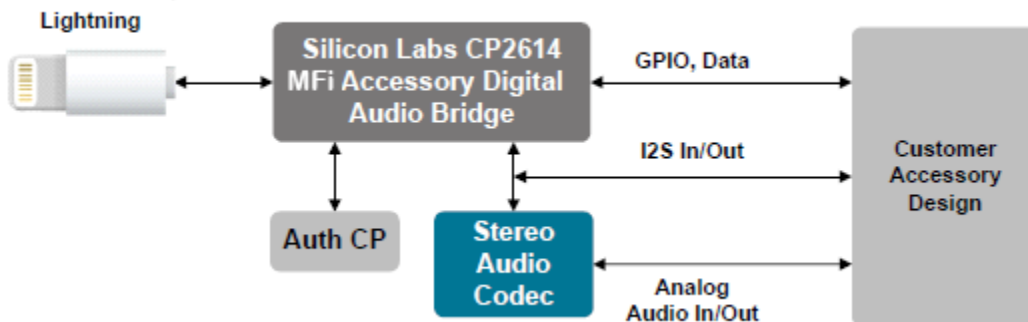 Lightning
Silicon Labs CP2614
MFi Accessory Digital
Audio Bridge
GPIO, Data
I2S In/Out
Customer
Accessory
Design
Auth CP
Stereo
Audio
Codec
Analog
Audio In/Out